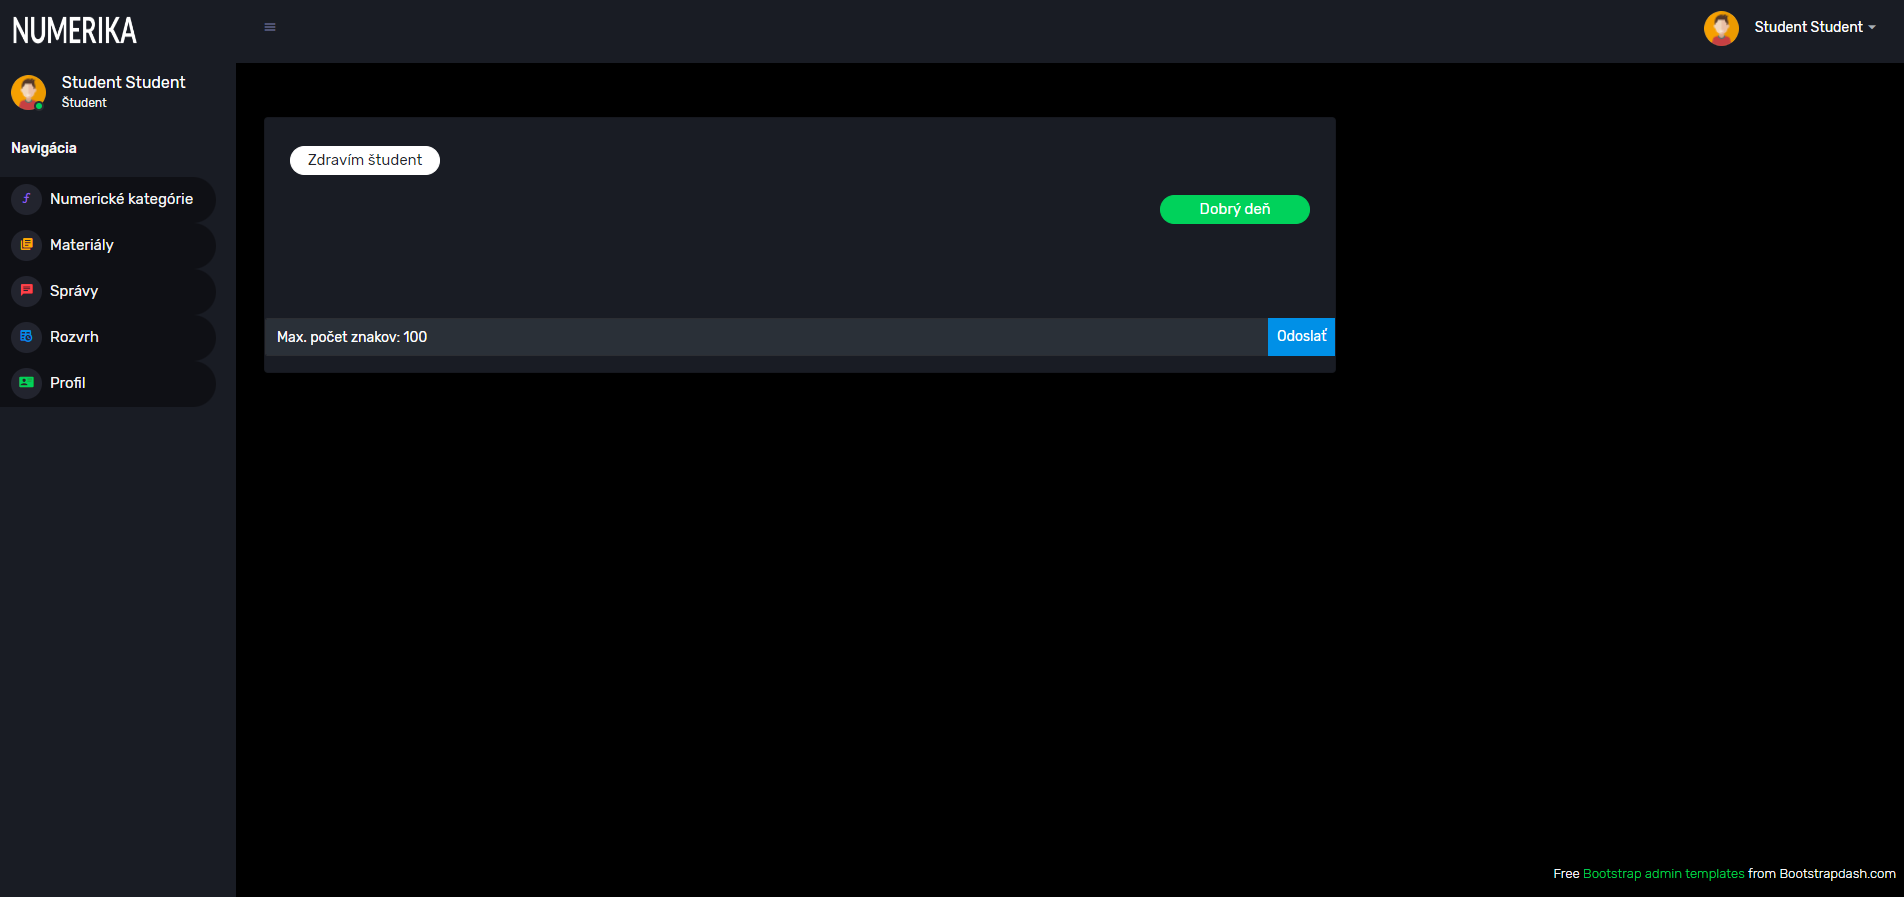 NUMERIKA
Student Student
Student Student
Študent
Navigácia
Numerické kategórie
Materiály
Správy
Rozvrh
Profil
Zdravím študent
Dobrý deň
Max. počet znakov: 100
Odoslať
Free Bootstrap admin templates from Bootstrapdash.com